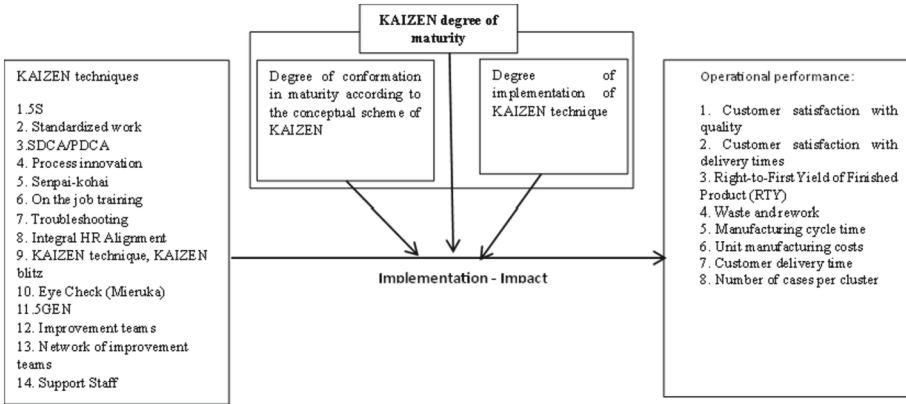 KAIZEN degree of
maturity
KAIZEN techniques
1.5S
2. Standardized work
3.SDCA/PDCA
4. Process innovation
5. Senpai-kohai
6. On the job training
7. Troubleshooting
8. Integral HR Alignment
9. KAIZEN technique, KAIZEN
blitz
10. Eye Check (Mieruka)
11.5GEN
12. Improvement teams
13. Network of improvement
teams
14. Support Staff
Degree of conformation
in maturity according to
the conceptual scheme of
KAIZEN
Degree of
implementation of
KAIZEN technique
Implementation - Impact
Operational performance:
1. Customer satisfaction with
quality
2. Customer satisfaction with
delivery times
3. Right-to-First Yield of Finished
Product (RTY)
4. Waste and rework
5. Manufacturing cycle time
6. Unit manufacturing costs
7. Customer delivery time
8. Number of cases per cluster